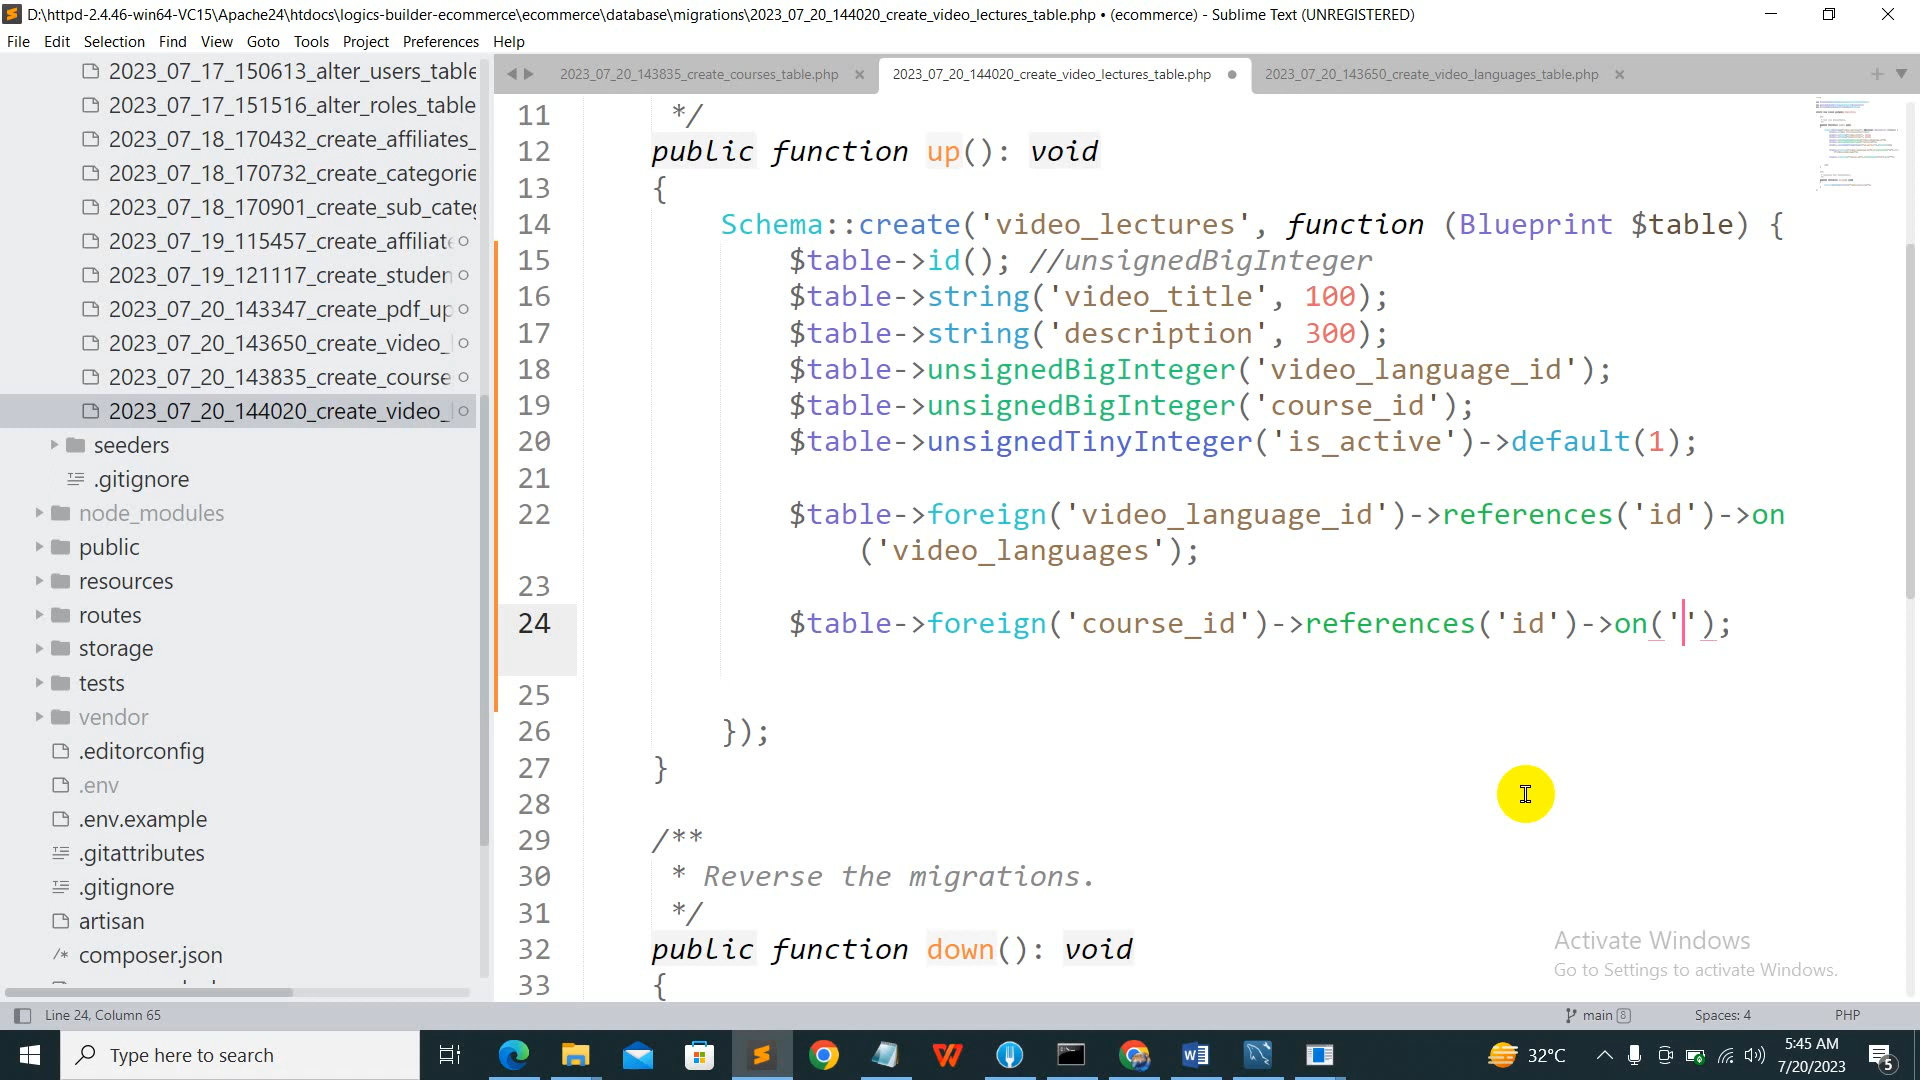 D:\httpd-2.4.46-win64-VC15\Apache24\htdocs\logics-builder-ecommerce\ecommerce\database\migrations\2023_07_20_144020_create_video_lectures_table.php • (ecommerce) - Sublime Text (UNREGISTERED)
File Edit Selection Find View Goto Tools Project Preferences Help
2023_07_20_143835_create_courses_table.php 2023_07_20_144020_create_video_lectures_table.php 2023_07_20_143650_create_video_languages_table.php
2023_07_17_150613_alter_users_table
2023_07_17_151516_alter_roles_table
2023_07_18_170432_create_affiliates_
2023_07_18_170732_create_categorie
2023_07_18_170901_create_sub_categ
2023_07_19_115457_create_affiliate
2023_07_19_121117_create_studen
2023_07_20_143347_create_pdf_up
2023_07_20_143650_create_video_
2023_07_20_143835_create_course
2023_07_20_144020_create_video_
seeders
.gitignore
node_modules
public
resources
routes
storage
tests
vendor
.editorconfig
.env
.env.example
.gitattributes
.gitignore
artisan
composer.json
11 */
12 public function up(): void
13 {
14 Schema::create('video_lectures', function (Blueprint $table) {
15 $table->id(); //unsignedBigInteger
16 $table->string('video_title', 100);
17 $table->string('description', 300);
18 $table->unsignedBigInteger('video_language_id');
19 $table->unsignedBigInteger('course_id');
20 $table->unsignedTinyInteger('is_active')->default(1);
21
22 $table->foreign('video_language_id')->references('id')->on
('video_languages');
23
24 $table->foreign('course_id')->references('id')->on('');
25
26 });
27 }
28
29 /**
30 * Reverse the migrations.
31 */
32 public function down(): void
33 {
Activate Windows
Go to Settings to activate Windows.
Line 24, Column 65 main 8 Spaces: 4 PHP
Type here to search 32°C 5:45 AM
7/20/2023 5